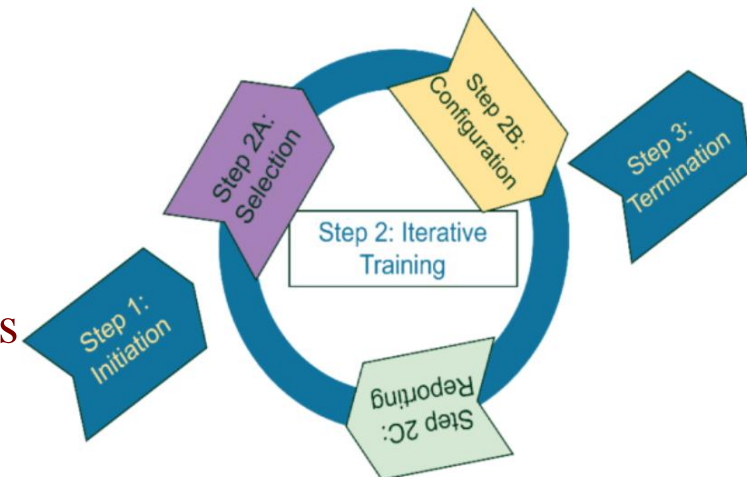 s
Step 1:
Initiation
Step 2A:
Selection
Step 2B:
Configuration
Step 2: Iterative
Training
Step 2C:
Reporting
Step 3:
Termination